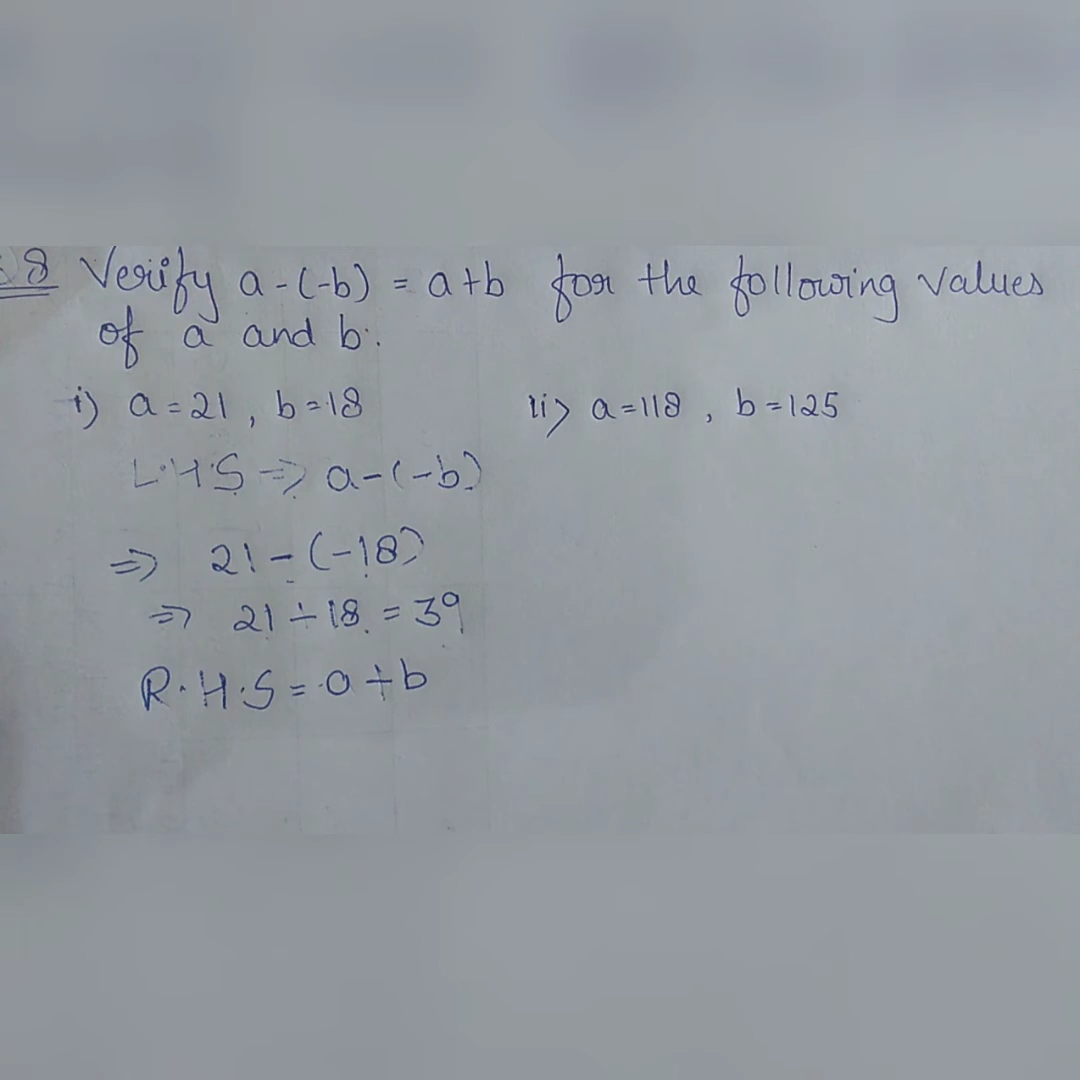 8 Verify a-(-b) = a+b for the following values
of a and b:
i) a=21, b=18
ii) a=118, b=125
L.H.S ⇒ a-(-b)
⇒ 21-(-18)
⇒ 21+18 = 39
R.H.S = a+b